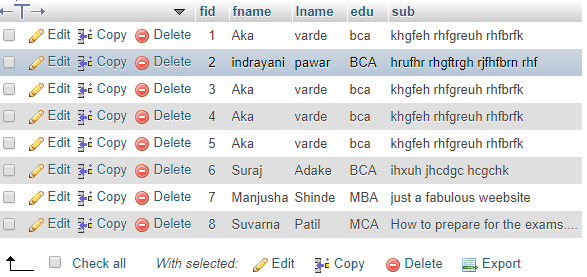 fid fname lname edu sub
Edit Copy Delete 1 Aka varde bca khgfeh rhfgreuh rhfbrfk
Edit Copy Delete 2 indrayani pawar BCA hrufhr rhgftrgh rjfhfbrn rhf
Edit Copy Delete 3 Aka varde bca khgfeh rhfgreuh rhfbrfk
Edit Copy Delete 4 Aka varde bca khgfeh rhfgreuh rhfbrfk
Edit Copy Delete 5 Aka varde bca khgfeh rhfgreuh rhfbrfk
Edit Copy Delete 6 Suraj Adake BCA ihxuh jhcdgc hcgchk
Edit Copy Delete 7 Manjusha Shinde MBA just a fabulous weebsite
Edit Copy Delete 8 Suvarna Patil MCA How to prepare for the exams....
Check all With selected: Edit Copy Delete Export